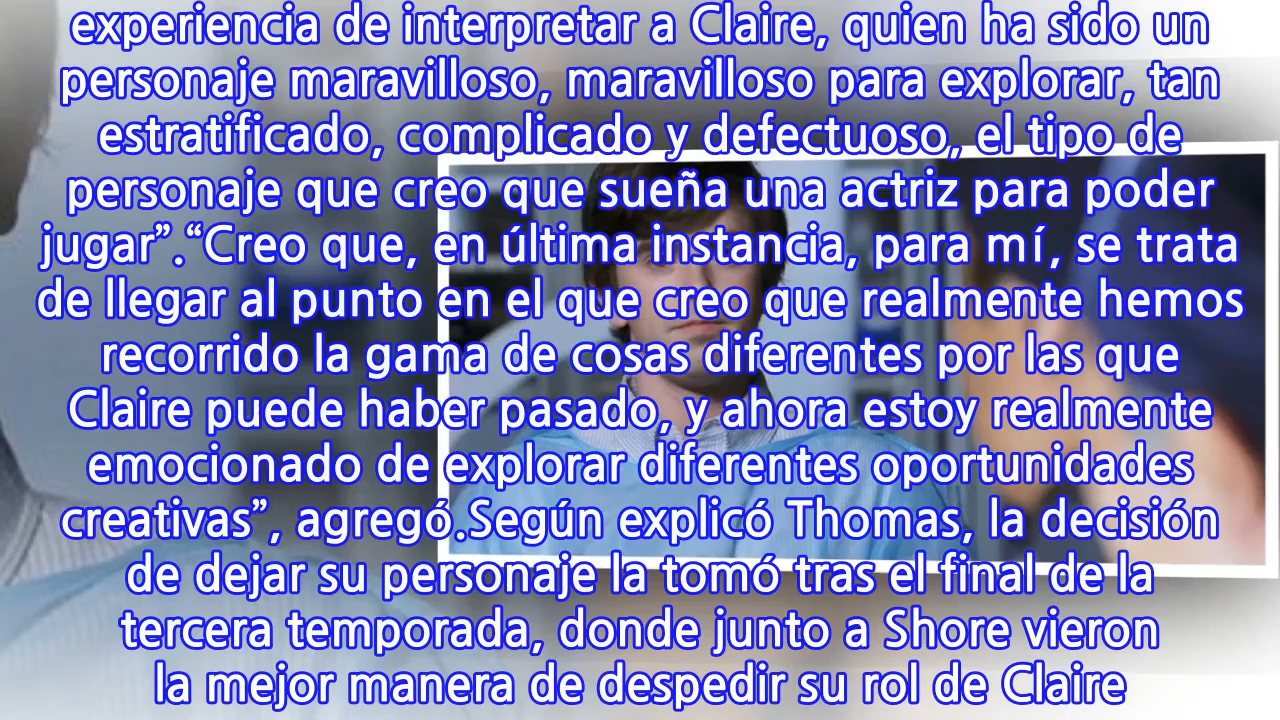 experiencia de interpretar a Claire, quien ha sido un
personaje maravilloso, maravilloso para explorar, tan
estratificado, complicado y defectuoso, el tipo de
personaje que creo que sueña una actriz para poder
jugar”.“Creo que, en última instancia, para mí, se trata
de llegar al punto en el que creo que realmente hemos
recorrido la gama de cosas diferentes por las que
Claire puede haber pasado, y ahora estoy realmente
emocionado de explorar diferentes oportunidades
creativas”, agregó.Según explicó Thomas, la decisión
de dejar su personaje la tomó tras el final de la
tercera temporada, donde junto a Shore vieron
la mejor manera de despedir su rol de Claire